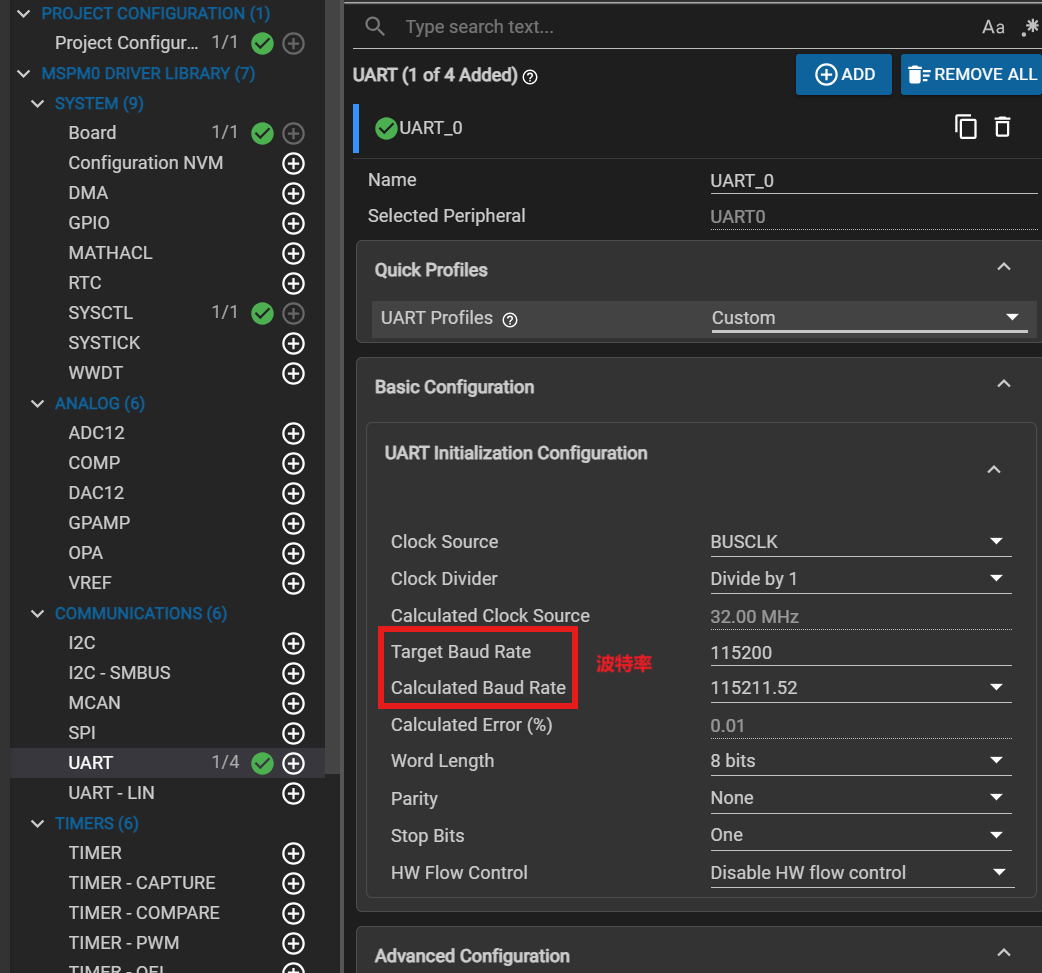 PROJECT CONFIGURATION (1)
Project Configur... 1/1
MSPM0 DRIVER LIBRARY (7)
SYSTEM (9)
Board 1/1
Configuration NVM
DMA
GPIO
MATHACL
RTC
SYSCTL 1/1
SYSTICK
WWDT
ANALOG (6)
ADC12
COMP
DAC12
GPAMP
OPA
VREF
COMMUNICATIONS (6)
I2C
I2C - SMBUS
MCAN
SPI
UART 1/4
UART - LIN
TIMERS (6)
TIMER
TIMER - CAPTURE
TIMER - COMPARE
TIMER - PWM
TIMER - QEI
Type search text... Aa .*
UART (1 of 4 Added) ? ADD REMOVE ALL
UART_0
Name UART_0
Selected Peripheral UART0
Quick Profiles
UART Profiles ? Custom
Basic Configuration
UART Initialization Configuration
Clock Source BUSCLK
Clock Divider Divide by 1
Calculated Clock Source 32.00 MHz
Target Baud Rate 115200
波特率
Calculated Baud Rate 115211.52
Calculated Error (%) 0.01
Word Length 8 bits
Parity None
Stop Bits One
HW Flow Control Disable HW flow control
Advanced Configuration